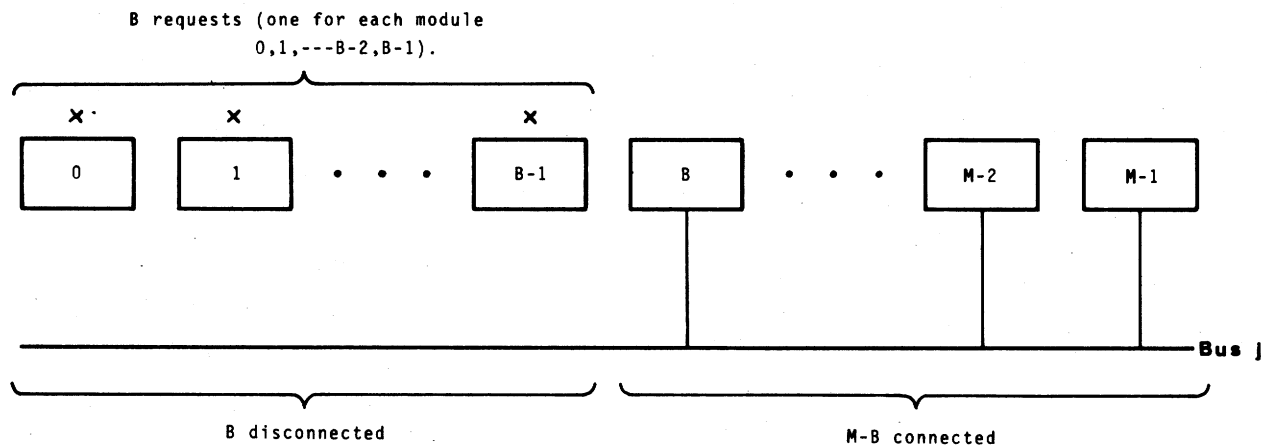 B requests (one for each module
0,1,---B-2,B-1).
× × ×
0 1 • • • B-1 B • • • M-2 M-1
Bus j
B disconnected M-B connected